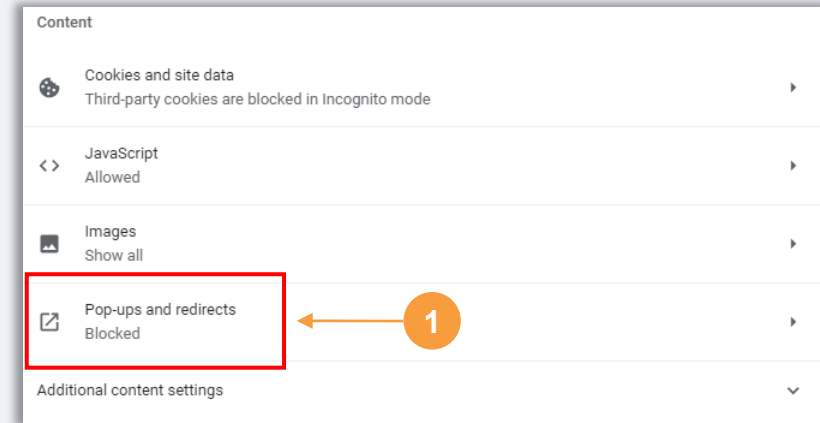 Content
Cookies and site data
Third-party cookies are blocked in Incognito mode
JavaScript
Allowed
Images
Show all
Pop-ups and redirects
Blocked
1
Additional content settings